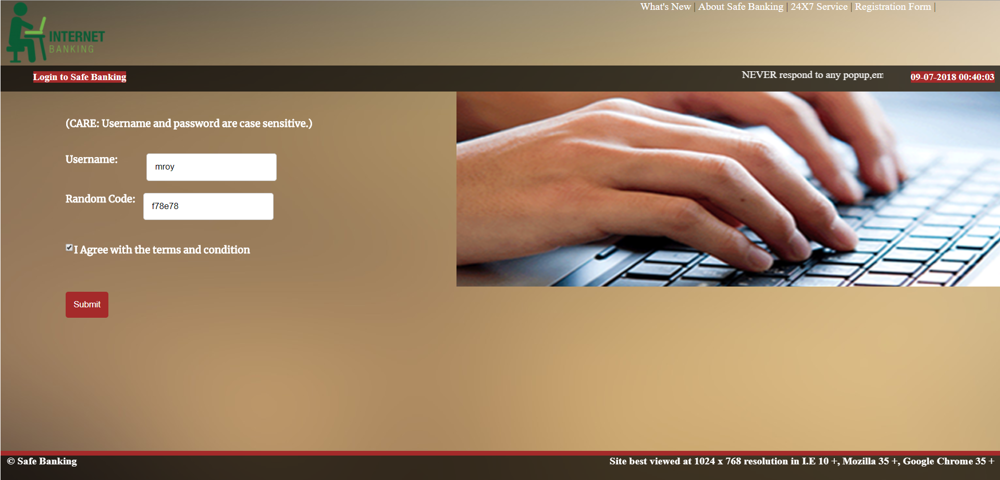 What's New | About Safe Banking | 24X7 Service | Registration Form |
INTERNET
BANKING
Login to Safe Banking
NEVER respond to any popup,em
09-07-2018 00:40:03
(CARE: Username and password are case sensitive.)
Username: mroy
Random Code: f78e78
I Agree with the terms and condition
Submit
© Safe Banking
Site best viewed at 1024 x 768 resolution in I.E 10 +, Mozilla 35 +, Google Chrome 35 +